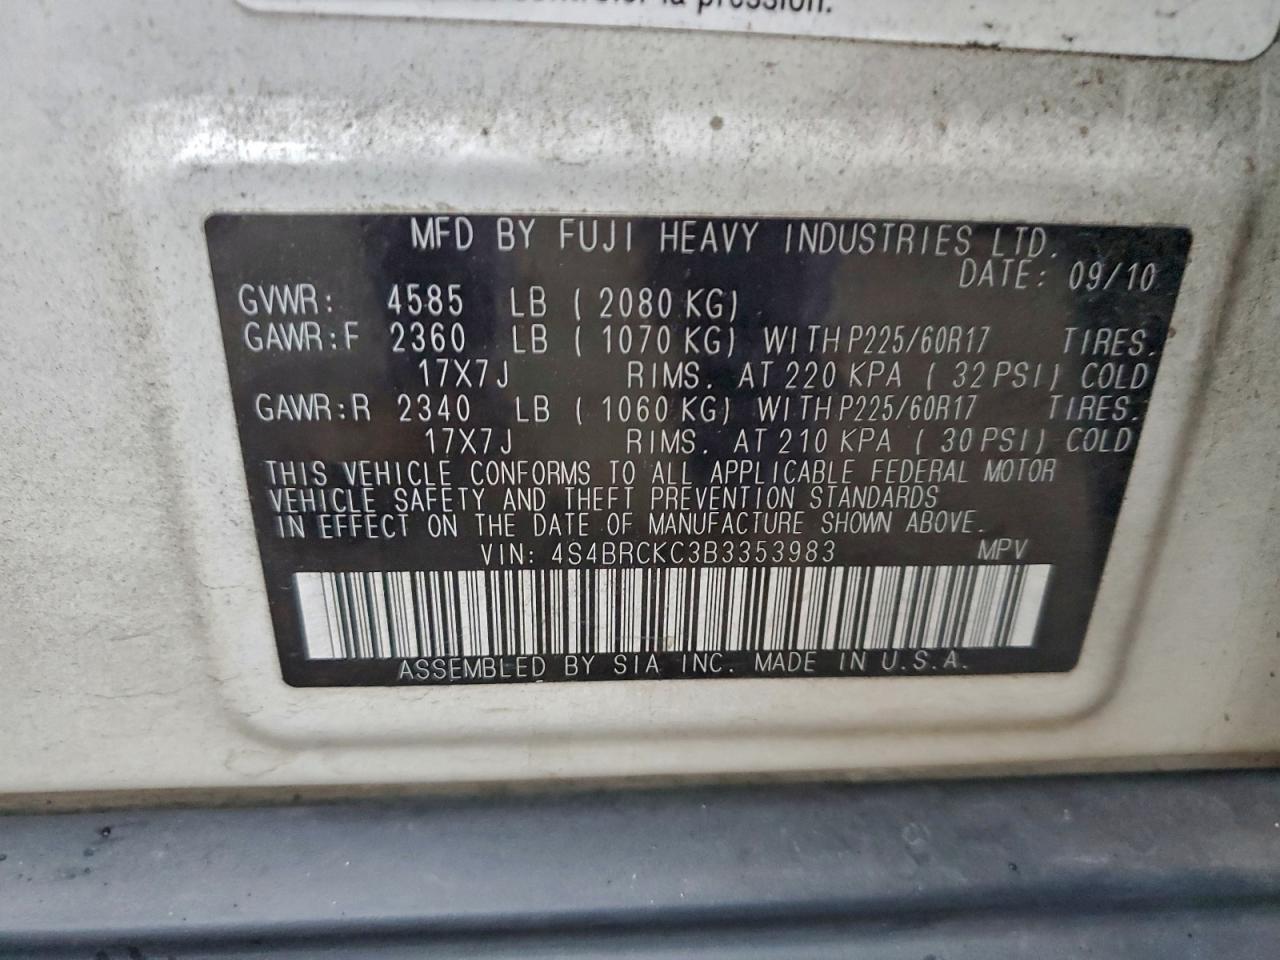 la pression.
MFD BY FUJI HEAVY INDUSTRIES LTD.
DATE: 09/10
GVWR: 4585 LB ( 2080 KG)
GAWR:F 2360 LB ( 1070 KG) WITH P225/60R17 TIRES.
17X7J RIMS. AT 220 KPA ( 32 PSI) COLD
GAWR:R 2340 LB ( 1060 KG) WITH P225/60R17 TIRES.
17X7J RIMS. AT 210 KPA ( 30 PSI) COLD
THIS VEHICLE CONFORMS TO ALL APPLICABLE FEDERAL MOTOR
VEHICLE SAFETY AND THEFT PREVENTION STANDARDS
IN EFFECT ON THE DATE OF MANUFACTURE SHOWN ABOVE.
VIN: 4S4BRCKC3B3353983 MPV
ASSEMBLED BY SIA INC. MADE IN U.S.A.